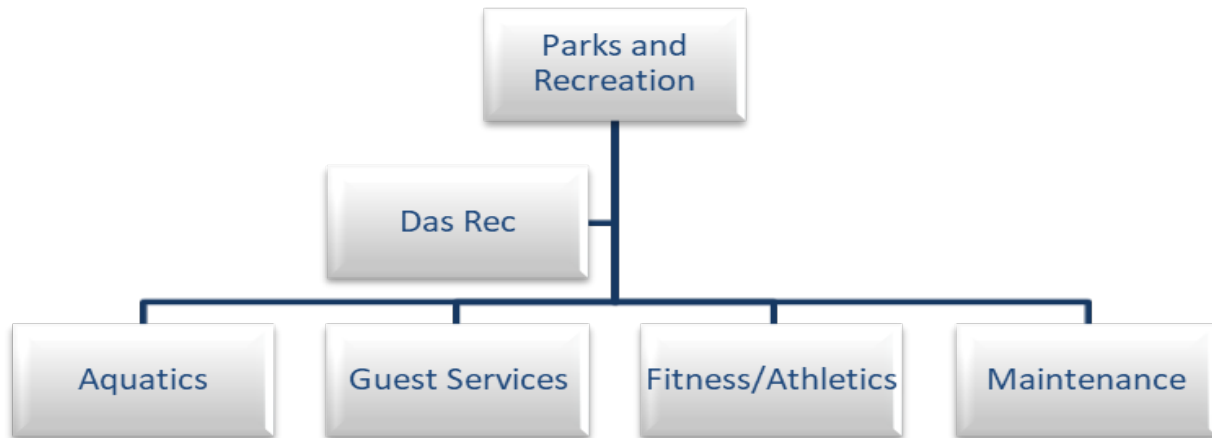 Parks and
Recreation
Das Rec
Aquatics
Guest Services
Fitness/Athletics
Maintenance